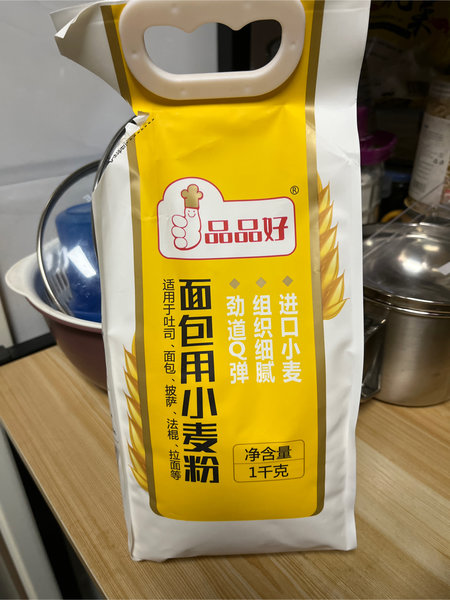 品品好
®
进口小麦
组织细腻
劲道Q弹
面包用小麦粉
适用于吐司、面包、披萨、法棍、拉面等
净含量
1千克